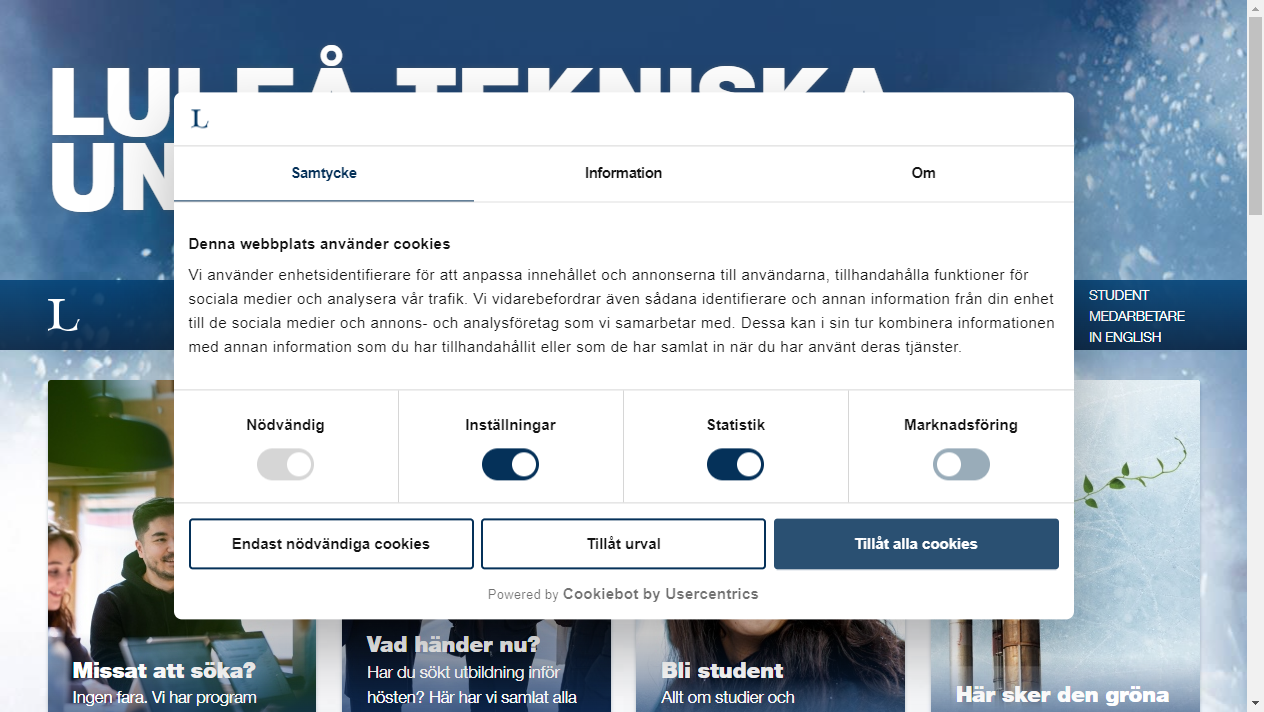 LULEÅ TEKNISKA
UN
L
Samtycke
Information
Om
Denna webbplats använder cookies
Vi använder enhetsidentifierare för att anpassa innehållet och annonserna till användarna, tillhandahålla funktioner för
sociala medier och analysera vår trafik. Vi vidarebefordrar även sådana identifierare och annan information från din enhet
till de sociala medier och annons- och analysföretag som vi samarbetar med. Dessa kan i sin tur kombinera informationen
med annan information som du har tillhandahållit eller som de har samlat in när du har använt deras tjänster.
L
STUDENT
MEDARBETARE
IN ENGLISH
Nödvändig
Inställningar
Statistik
Marknadsföring
Endast nödvändiga cookies
Tillåt urval
Tillåt alla cookies
Powered by Cookiebot by Usercentrics
Missat att söka?
Ingen fara. Vi har program
Vad händer nu?
Har du sökt utbildning inför
hösten? Här har vi samlat alla
Bli student
Allt om studier och
Här sker den gröna